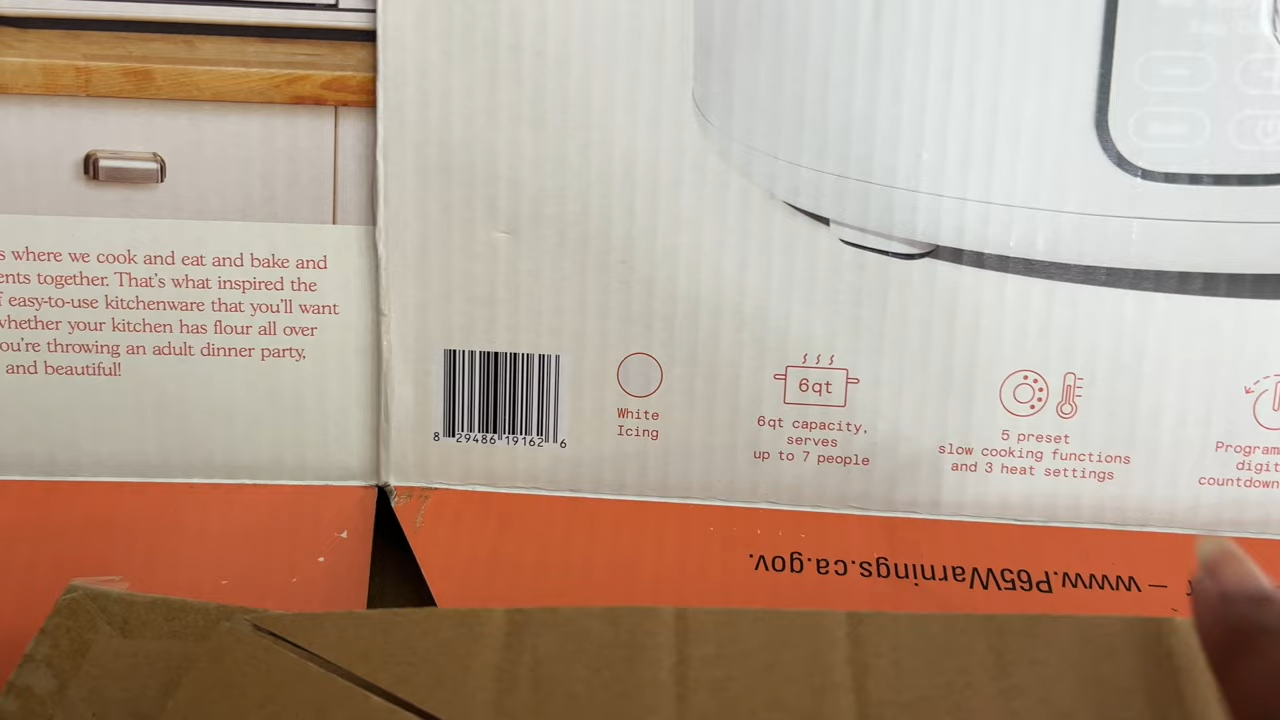 s where we cook and eat and bake and
ents together. That's what inspired the
f easy-to-use kitchenware that you'll want
whether your kitchen has flour all over
ou're throwing an adult dinner party,
and beautiful!
8 29486 19162 6
White
Icing
6qt
6qt capacity,
serves
up to 7 people
5 preset
slow cooking functions
and 3 heat settings
Program
digit
countdown
– www.P65Warnings.ca.gov.